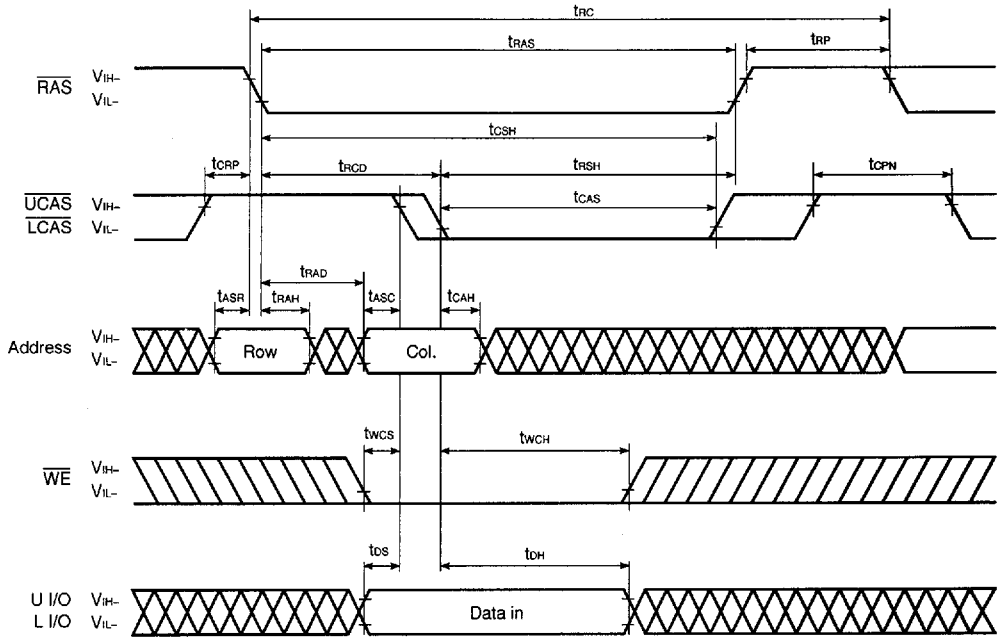 tRC
tRAS
tRP
RAS
VIH–
VIL–
tCSH
tCRP
tRCD
tRSH
tCPN
UCAS
LCAS
VIH–
VIL–
tCAS
tRAD
tASR
tRAH
tASC
tCAH
Address
VIH–
VIL–
Row
Col.
tWCS
tWCH
WE
VIH–
VIL–
tDS
tDH
U I/O
L I/O
VIH–
VIL–
Data in